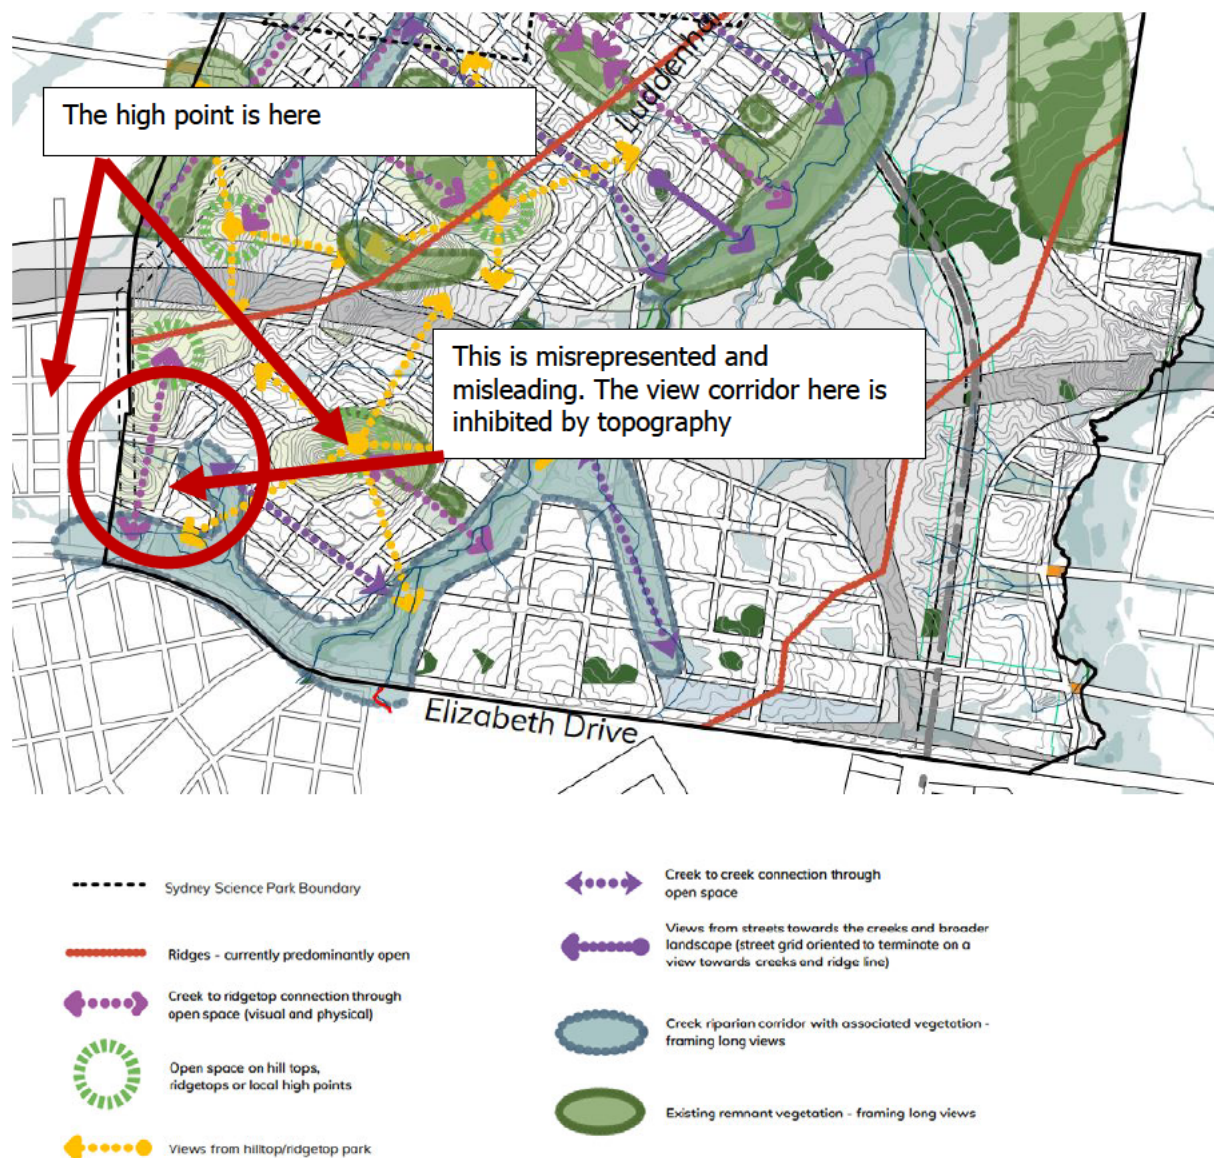 Luddenham
The high point is here
This is misrepresented and
misleading. The view corridor here is
inhibited by topography
Elizabeth Drive
Sydney Science Park Boundary
Ridges - currently predominantly open
Creek to ridgetop connection through
open space (visual and physical)
Open space on hill tops,
ridgetops or local high points
Views from hilltop/ridgetop park
Creek to creek connection through
open space
Views from streets towards the creeks and broader
landscape (street grid oriented to terminate on a
view towards creeks and ridge line)
Creek riparian corridor with associated vegetation -
framing long views
Existing remnant vegetation - framing long views